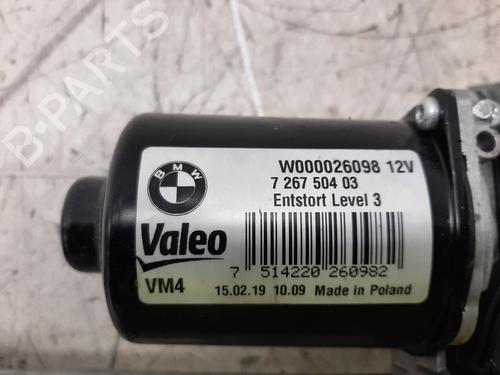 B-PARTS
BMW
W000026098 12V
7 267 504 03
Entstort Level 3
Valeo
7 514220 260982
VM4
15.02.19 10.09 Made in Poland